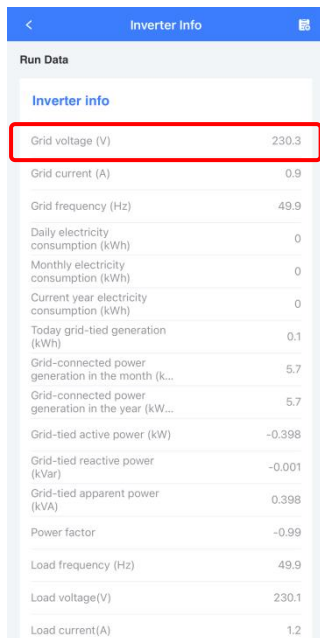 Inverter Info
Run Data
Inverter info
Grid voltage (V) 230.3
Grid current (A) 0.9
Grid frequency (Hz) 49.9
Daily electricity
consumption (kWh) 0
Monthly electricity
consumption (kWh) 0
Current year electricity
consumption (kWh) 0
Today grid-tied generation
(kWh) 0.1
Grid-connected power
generation in the month (k... 5.7
Grid-connected power
generation in the year (kW... 5.7
Grid-tied active power (kW) -0.398
Grid-tied reactive power
(kVar) -0.001
Grid-tied apparent power
(kVA) 0.398
Power factor -0.99
Load frequency (Hz) 49.9
Load voltage(V) 230.1
Load current(A) 1.2